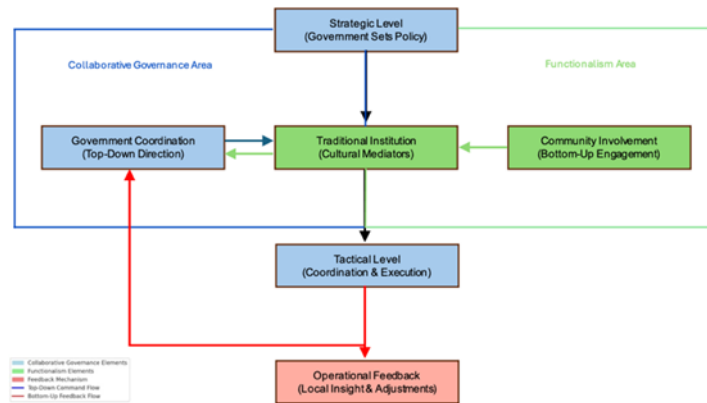 Strategic Level
(Government Sets Policy)
Collaborative Governance Area
Functionalism Area
Government Coordination
(Top-Down Direction)
Traditional Institution
(Cultural Mediators)
Community Involvement
(Bottom-Up Engagement)
Tactical Level
(Coordination & Execution)
Operational Feedback
(Local Insight & Adjustments)
Collaborative Governance Elements
Functionalism Elements
Feedback Mechanism
Top-Down Command Flow
Bottom-Up Feedback Flow